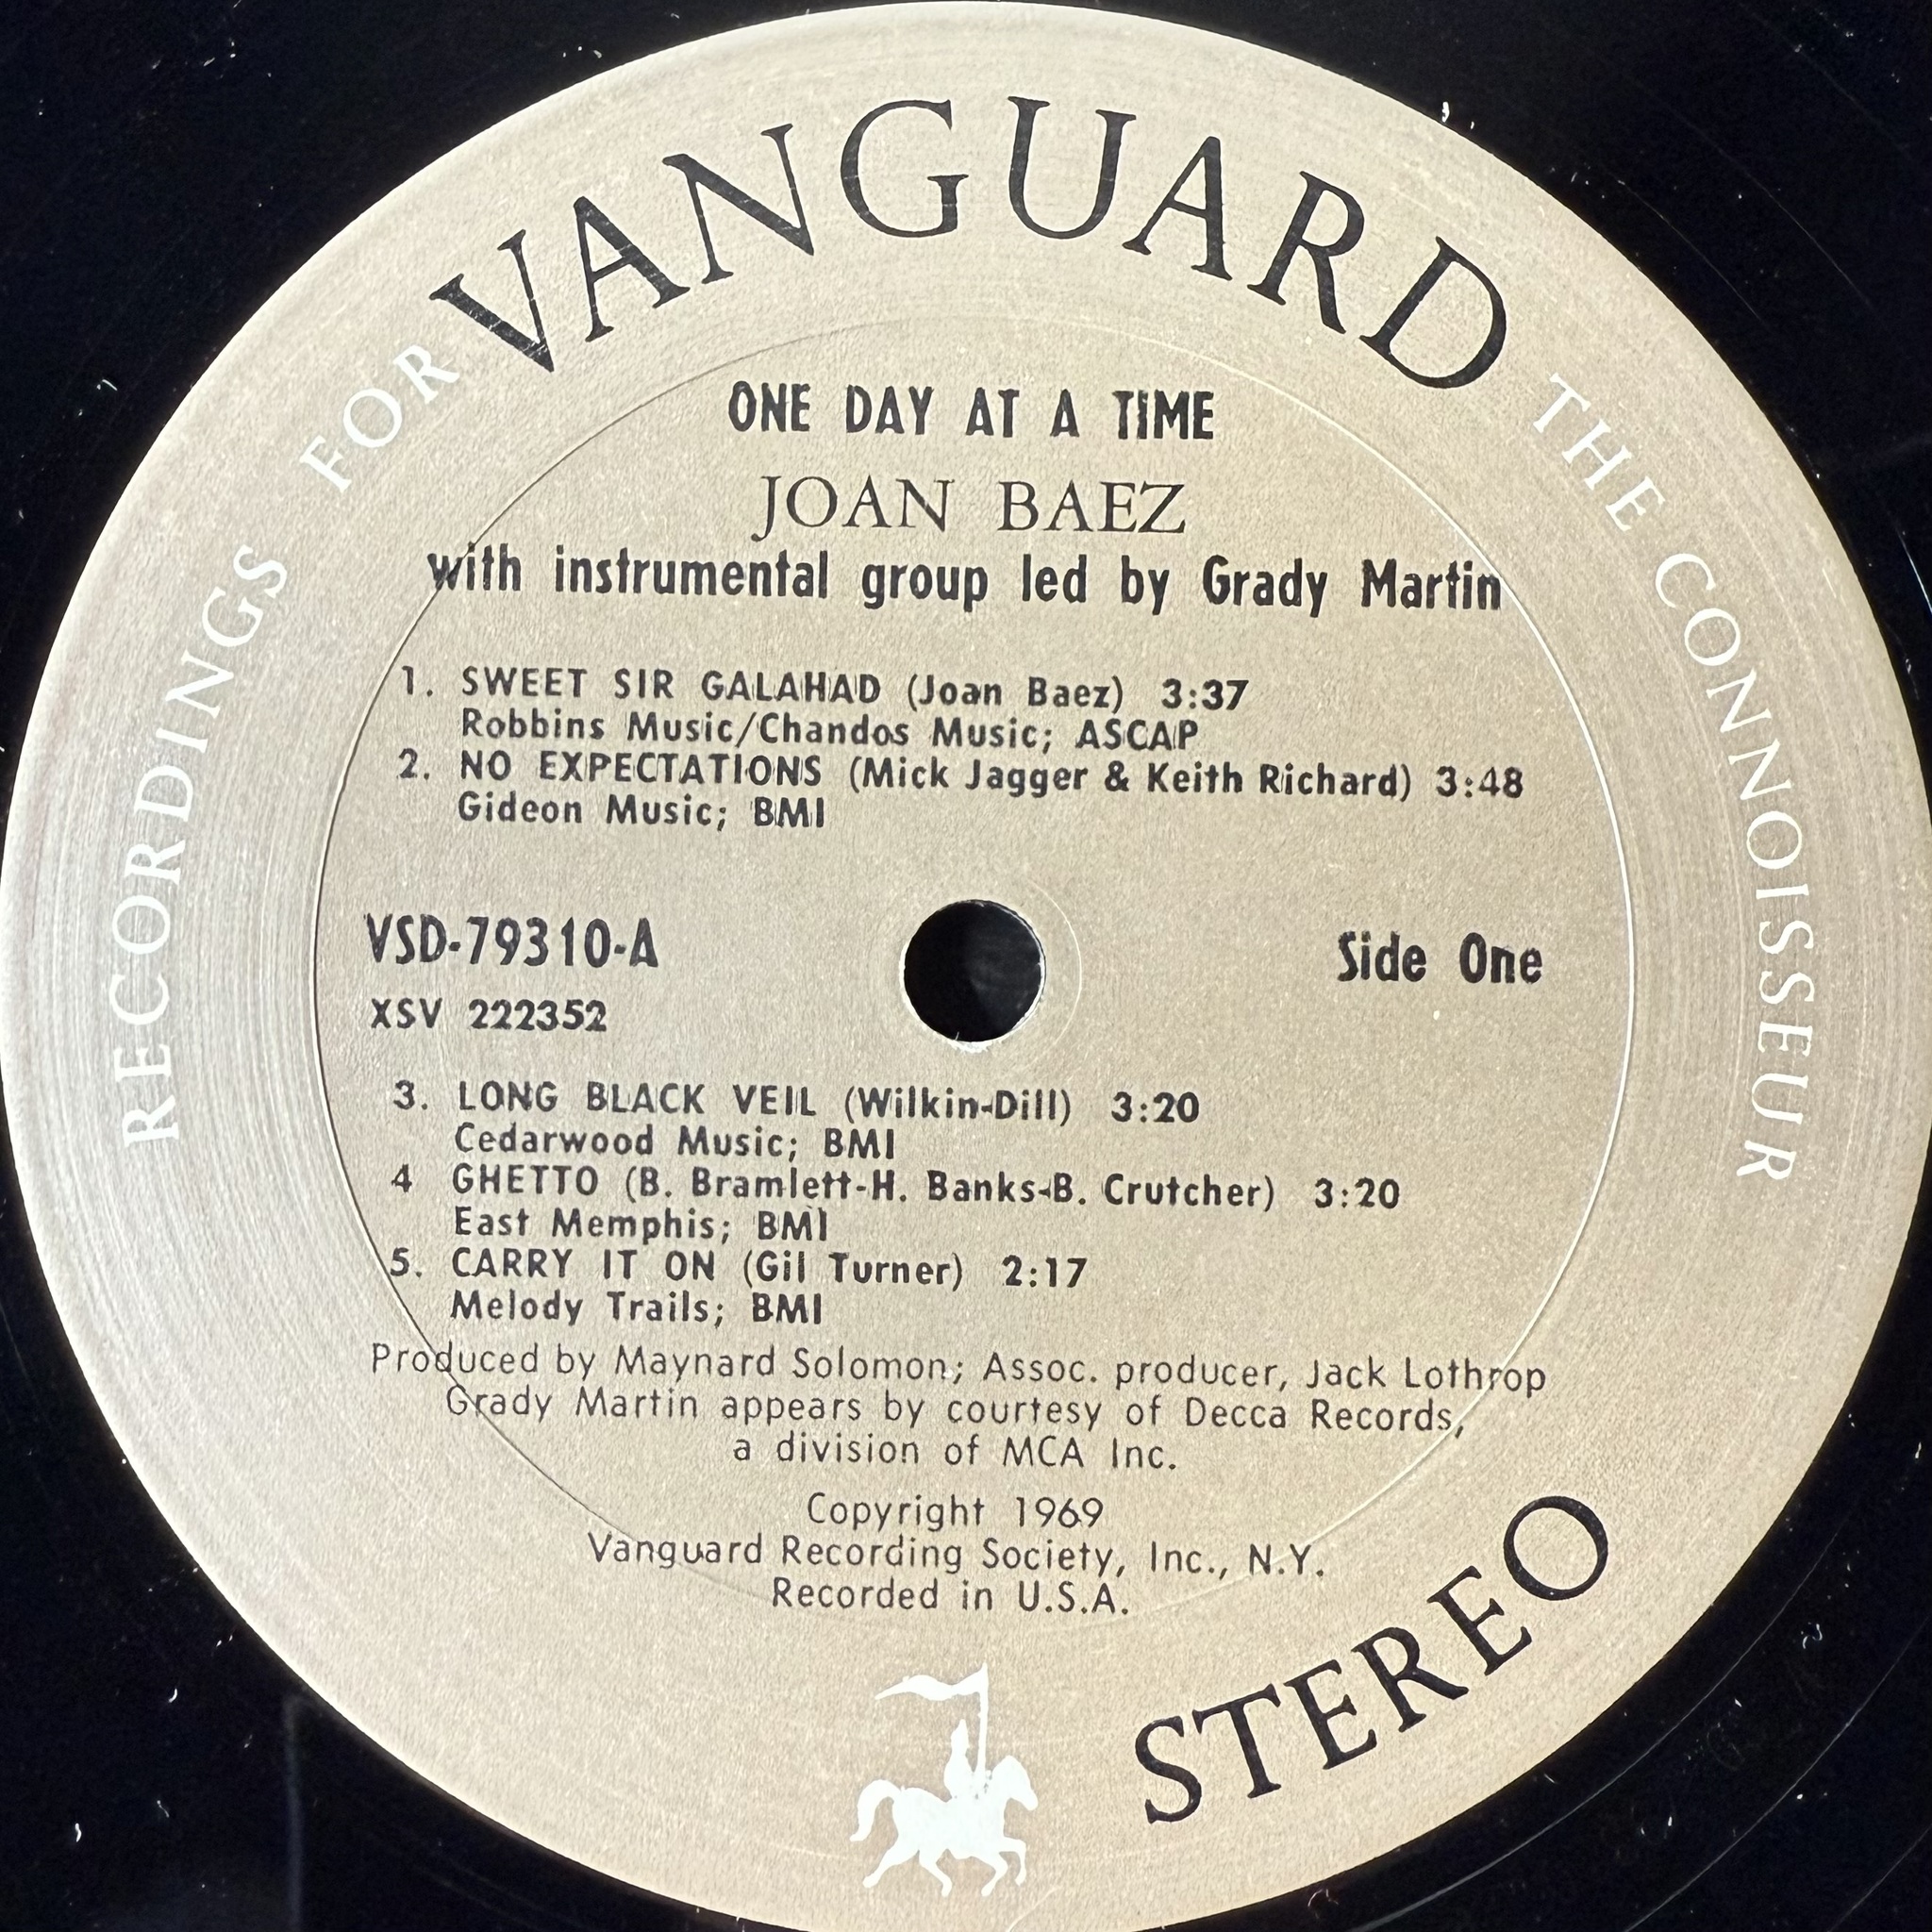 RECORDINGS FOR VANGUARD THE CONNOISSEUR
ONE DAY AT A TIME
JOAN BAEZ
with instrumental group led by Grady Martin
1. SWEET SIR GALAHAD (Joan Baez) 3:37
Robbins Music/Chandos Music; ASCAP
2. NO EXPECTATIONS (Mick Jagger & Keith Richard) 3:48
Gideon Music; BMI
VSD-79310-A
Side One
XSV 222352
3. LONG BLACK VEIL (Wilkin-Dill) 3:20
Cedarwood Music; BMI
4 GHETTO (B. Bramlett-H. Banks-B. Crutcher) 3:20
East Memphis; BMI
5. CARRY IT ON (Gil Turner) 2:17
Melody Trails; BMI
Produced by Maynard Solomon; Assoc. producer, Jack Lothrop
Grady Martin appears by courtesy of Decca Records,
a division of MCA Inc.
Copyright 1969
Vanguard Recording Society, Inc., N.Y.
Recorded in U.S.A.
STEREO